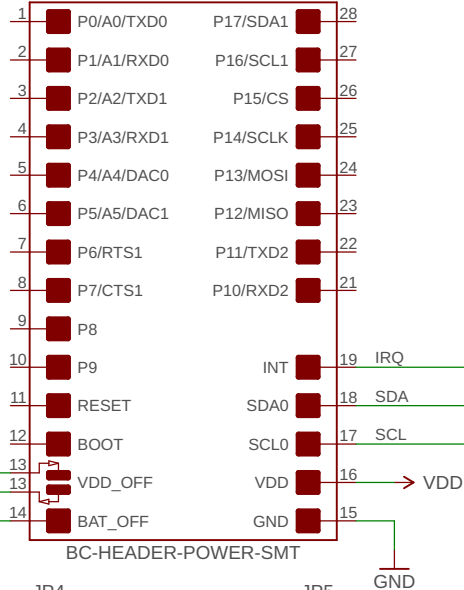 1 P0/A0/TXD0 P17/SDA1 28
2 P1/A1/RXD0 P16/SCL1 27
3 P2/A2/TXD1 P15/CS 26
4 P3/A3/RXD1 P14/SCLK 25
5 P4/A4/DAC0 P13/MOSI 24
6 P5/A5/DAC1 P12/MISO 23
7 P6/RTS1 P11/TXD2 22
8 P7/CTS1 P10/RXD2 21
9 P8
10 P9 INT 19 IRQ
11 RESET SDA0 18 SDA
12 BOOT SCL0 17 SCL
13
13 VDD_OFF VDD 16 VDD
14 BAT_OFF GND 15
BC-HEADER-POWER-SMT
GND
JP4 JP5